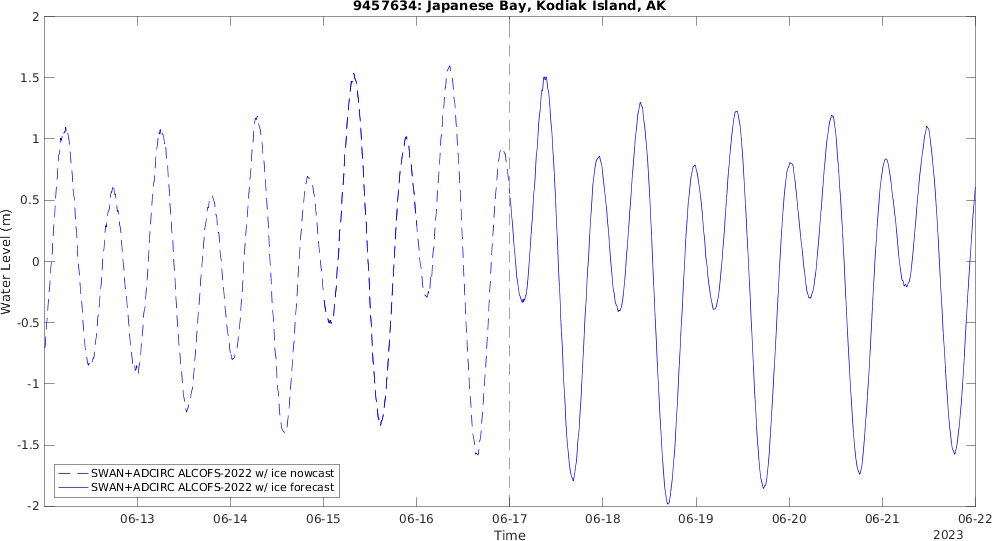 9457634: Japanese Bay, Kodiak Island, AK
2
1.5
1
0.5
0
-0.5
-1
-1.5
-2
Water Level (m)
SWAN+ADCIRC ALCOFS-2022 w/ ice nowcast
SWAN+ADCIRC ALCOFS-2022 w/ ice forecast
06-13 06-14 06-15 06-16 06-17 06-18 06-19 06-20 06-21 06-22
Time
2023